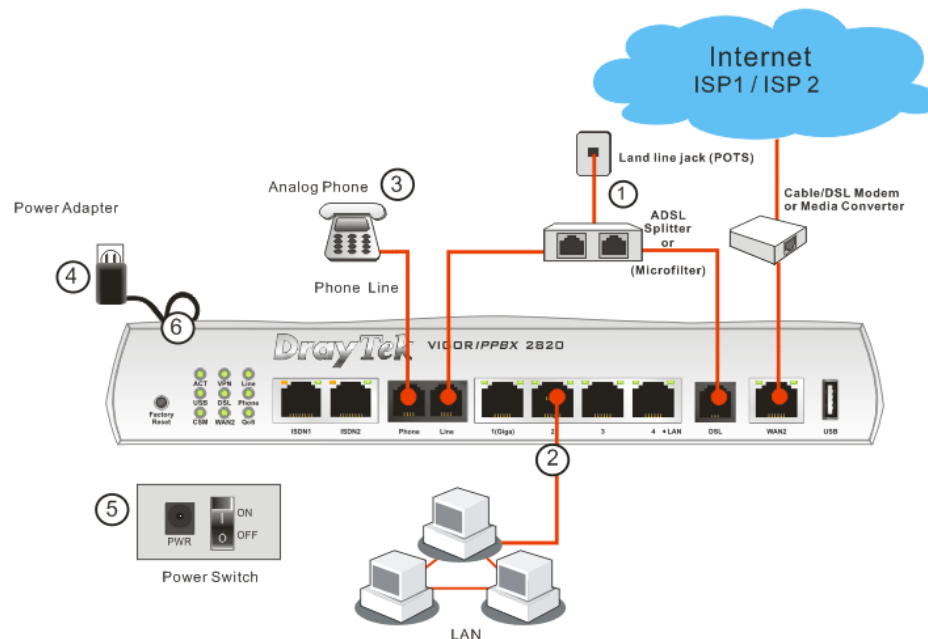 Internet
ISP1 / ISP 2
Land line jack (POTS)
1
Analog Phone
3
Cable/DSL Modem
or Media Converter
Power Adapter
ADSL
Splitter
or
(Microfilter)
4
Phone Line
6
DrayTek VIGORIPPBX 2820
ACT VPN Line
USB DSL Phone
CSM WAN2 QoS
Factory
Reset
ISDN1 ISDN2 Phone Line 1(Giga) 2 3 4 LAN DSL WAN2 USB
2
5
ON
I
O
OFF
PWR
Power Switch
LAN